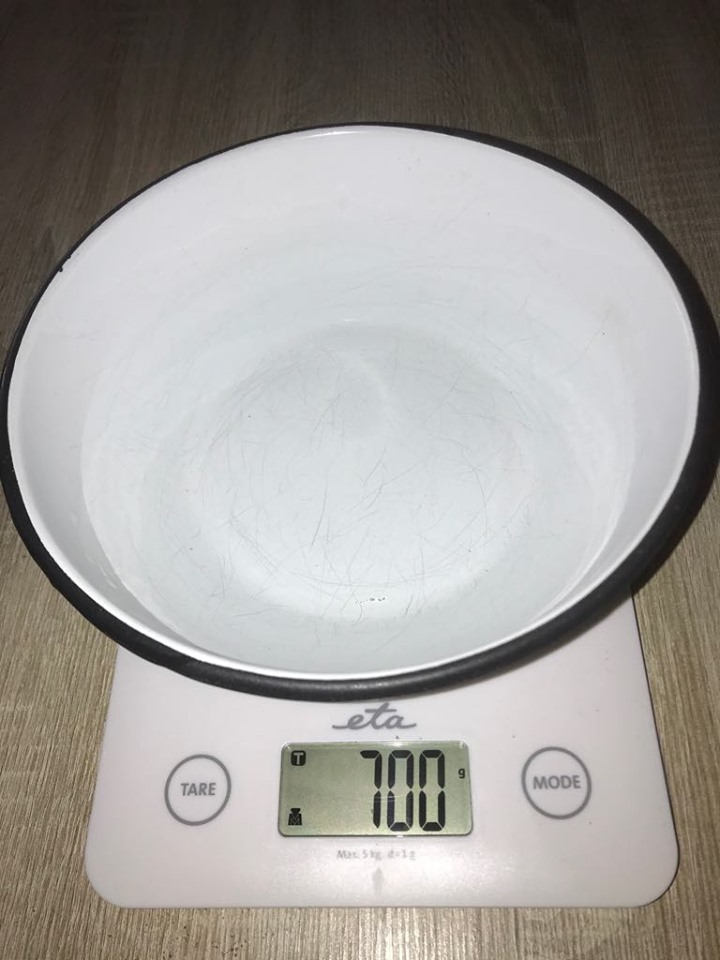 eta
T
700 g
TARE
MODE
Max. 5 kg d=1 g